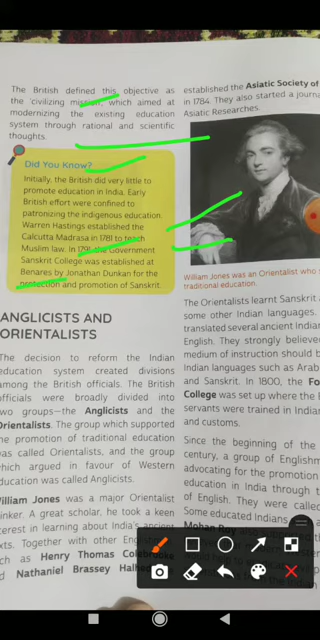 The British defined this objective as
the 'civilizing mission', which aimed at
modernizing the existing education
system through rational and scientific
thoughts.
Did You Know?
Initially, the British did very little to
promote education in India. Early
British effort were confined to
patronizing the indigenous education.
Warren Hastings established the
Calcutta Madrasa in 1781 to teach
Muslim law. In 1791, the Government
Sanskrit College was established at
Benares by Jonathan Dunkan for the
protection and promotion of Sanskrit.
ANGLICISTS AND
ORIENTALISTS
The decision to reform the Indian
education system created divisions
among the British officials. The British
officials were broadly divided into
two groups—the Anglicists and the
Orientalists. The group which supported
the promotion of traditional education
was called Orientalists, and the group
which argued in favour of Western
education was called Anglicists.
William Jones was a major Orientalist
thinker. A great scholar, he took a keen
interest in learning about India's ancient
texts. Together with other
such as Henry Thomas Colebrooke
Nathaniel Brassey
established the Asiatic Society of
in 1784. They also started a journal
Asiatic Researches.
William Jones was an Orientalist who
traditional education.
The Orientalists learnt Sanskrit
some other Indian languages.
translated several ancient Indian
English. They strongly believed
medium of instruction should be
Indian languages such as Arab
and Sanskrit. In 1800, the
College was set up where the
servants were trained in Indian
and customs.
Since the beginning of the
century, a group of Englishmen
advocating for the promotion
education in India through t
of English. They were called
Some educated Indians
Mohan Roy